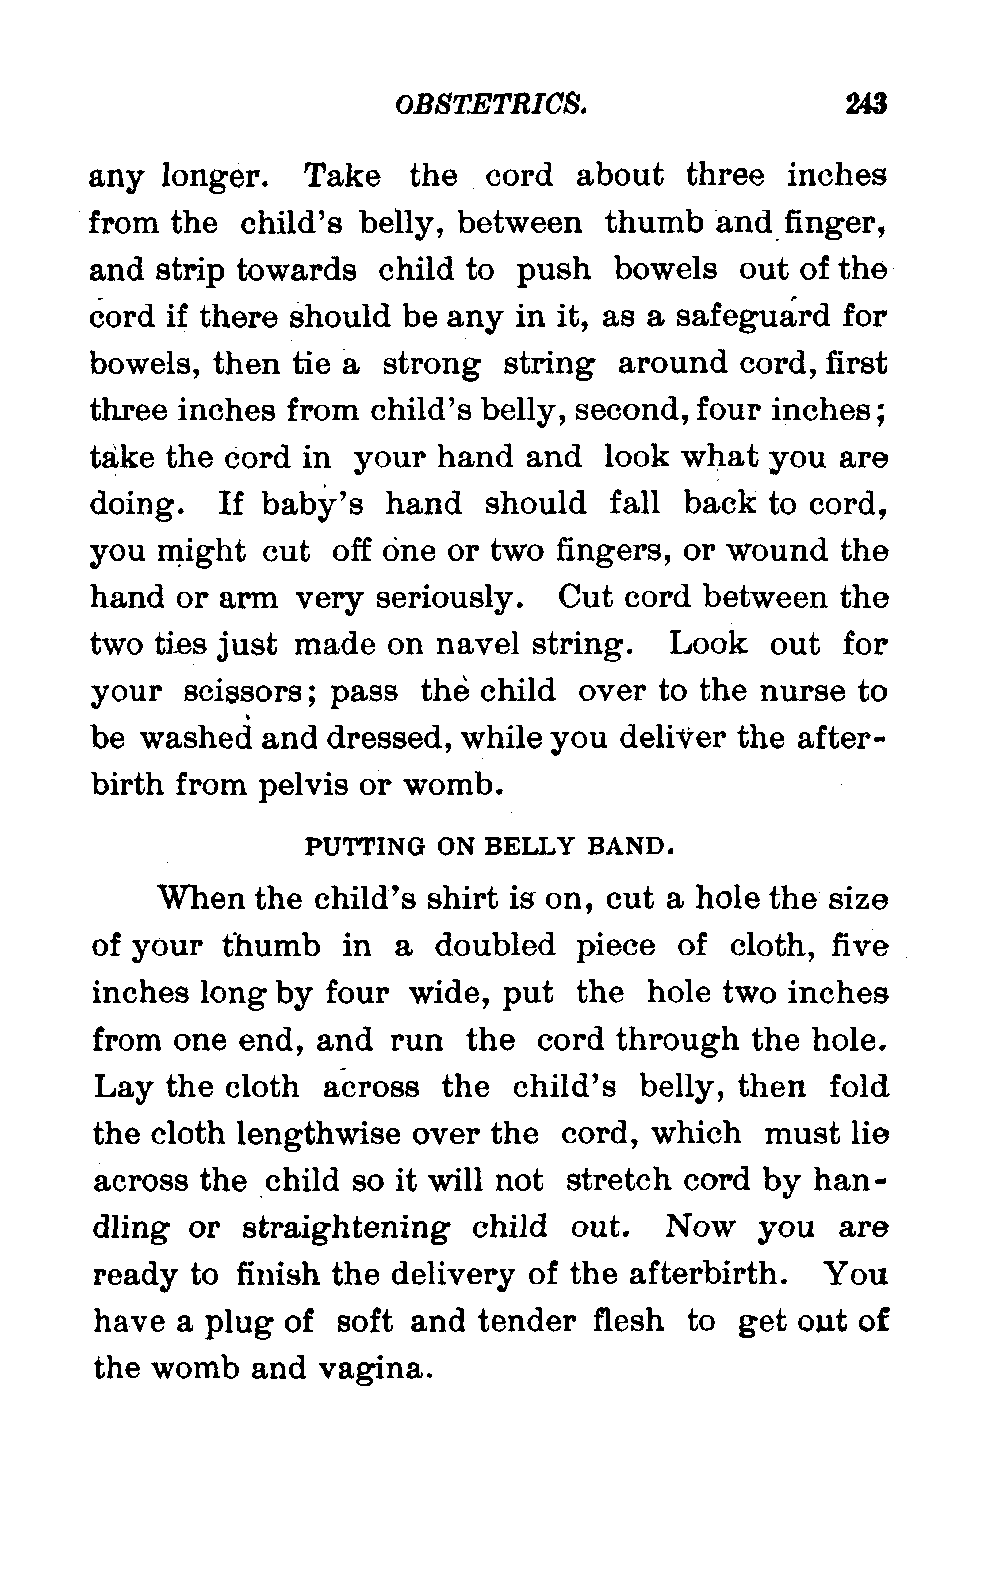 OBSTETRICS. 243
any longer. Take the cord about three inches
from the child's belly, between thumb and finger,
and strip towards child to push bowels out of the
cord if there should be any in it, as a safeguard for
bowels, then tie a strong string around cord, first
three inches from child's belly, second, four inches;
take the cord in your hand and look what you are
doing. If baby's hand should fall back to cord,
you might cut off one or two fingers, or wound the
hand or arm very seriously. Cut cord between the
two ties just made on navel string. Look out for
your scissors; pass the child over to the nurse to
be washed and dressed, while you deliver the after-
birth from pelvis or womb.
PUTTING ON BELLY BAND.
When the child's shirt is on, cut a hole the size
of your thumb in a doubled piece of cloth, five
inches long by four wide, put the hole two inches
from one end, and run the cord through the hole.
Lay the cloth across the child's belly, then fold
the cloth lengthwise over the cord, which must lie
across the child so it will not stretch cord by han-
dling or straightening child out. Now you are
ready to finish the delivery of the afterbirth. You
have a plug of soft and tender flesh to get out of
the womb and vagina.